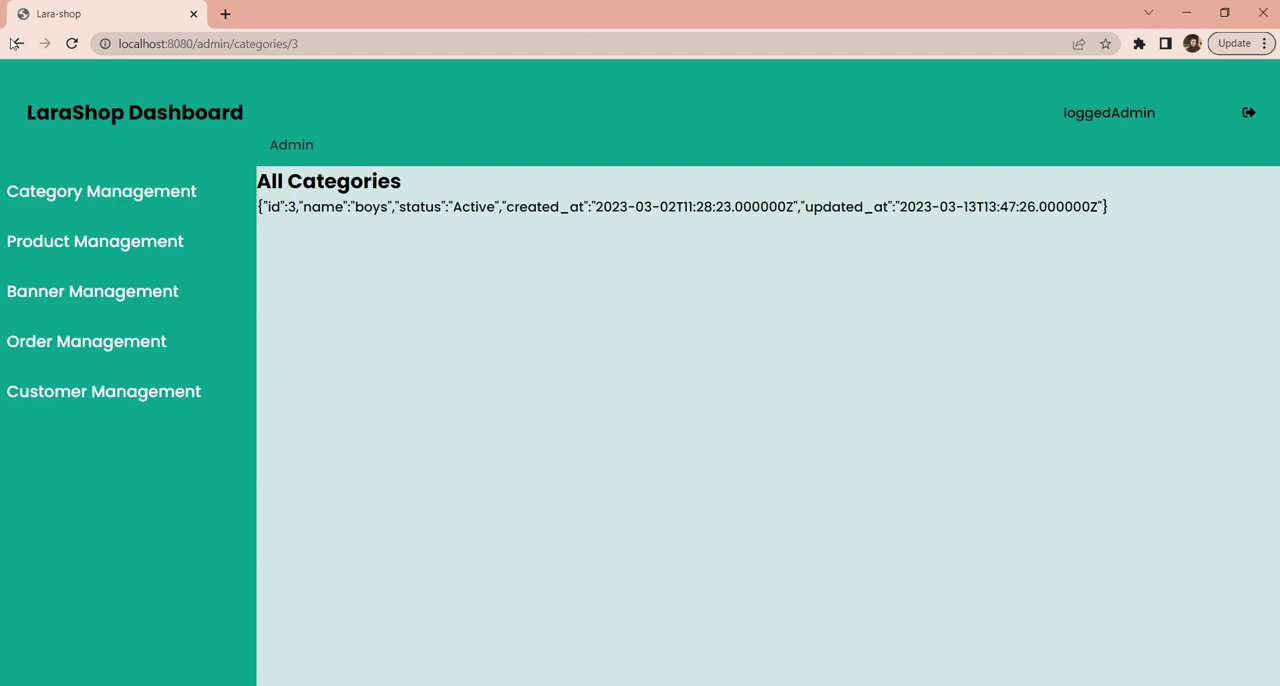 Lara-shop
localhost:8080/admin/categories/3
Update
LaraShop Dashboard
loggedAdmin
Admin
Category Management
Product Management
Banner Management
Order Management
Customer Management
All Categories
{"id":3,"name":"boys","status":"Active","created_at":"2023-03-02T11:28:23.000000Z","updated_at":"2023-03-13T13:47:26.000000Z"}